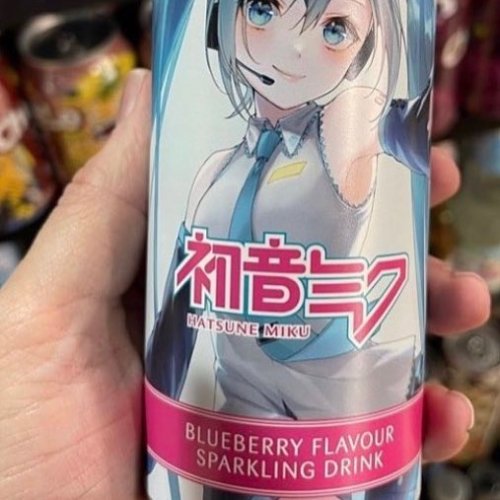 初音ミク
HATSUNE MIKU
BLUEBERRY FLAVOUR
SPARKLING DRINK